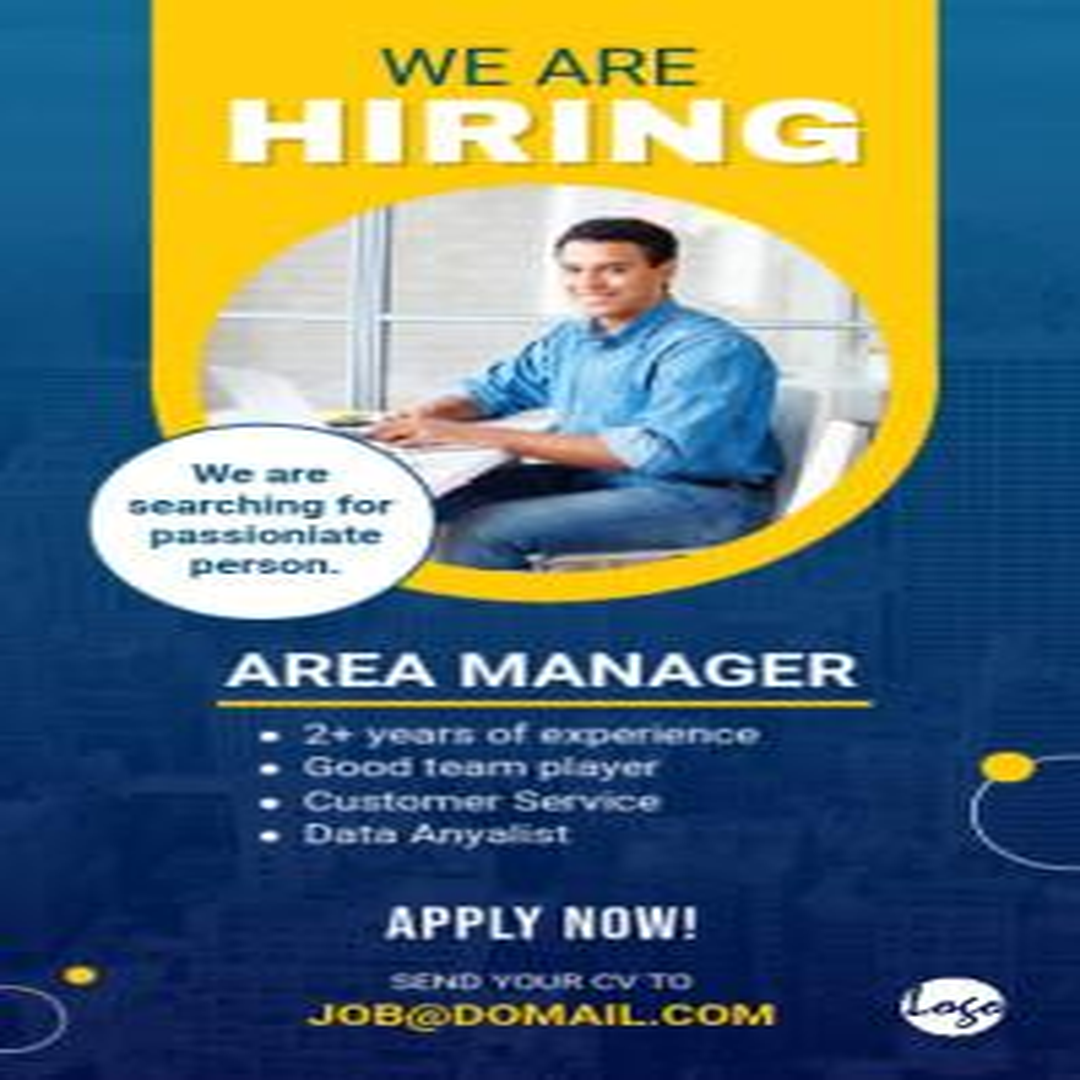 WE ARE
HIRING
We are
searching for
passioniate
person.
AREA MANAGER
• 2+ years of experience
• Good team player
• Customer Service
• Data Anyalist
APPLY NOW!
SEND YOUR CV TO
JOB@DOMAIL.COM
Logo